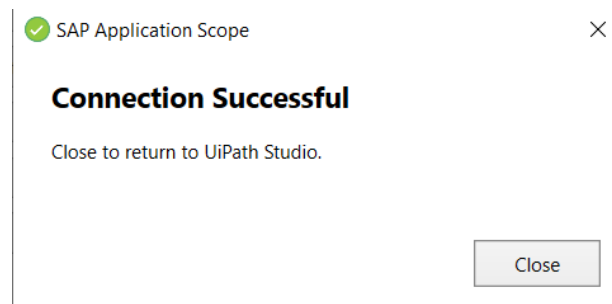 SAP Application Scope
Connection Successful
Close to return to UiPath Studio.
Close